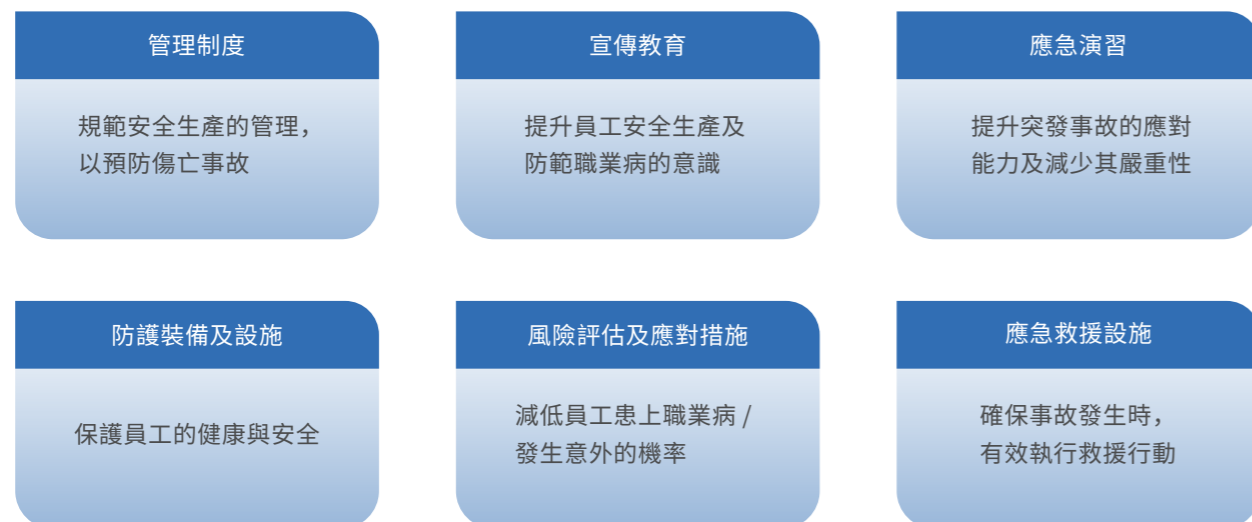 管理制度
規範安全生產的管理，
以預防傷亡事故
宣傳教育
提升員工安全生產及
防範職業病的意識
應急演習
提升突發事故的應對
能力及減少其嚴重性
防護裝備及設施
保護員工的健康與安全
風險評估及應對措施
減低員工患上職業病 /
發生意外的機率
應急救援設施
確保事故發生時，
有效執行救援行動